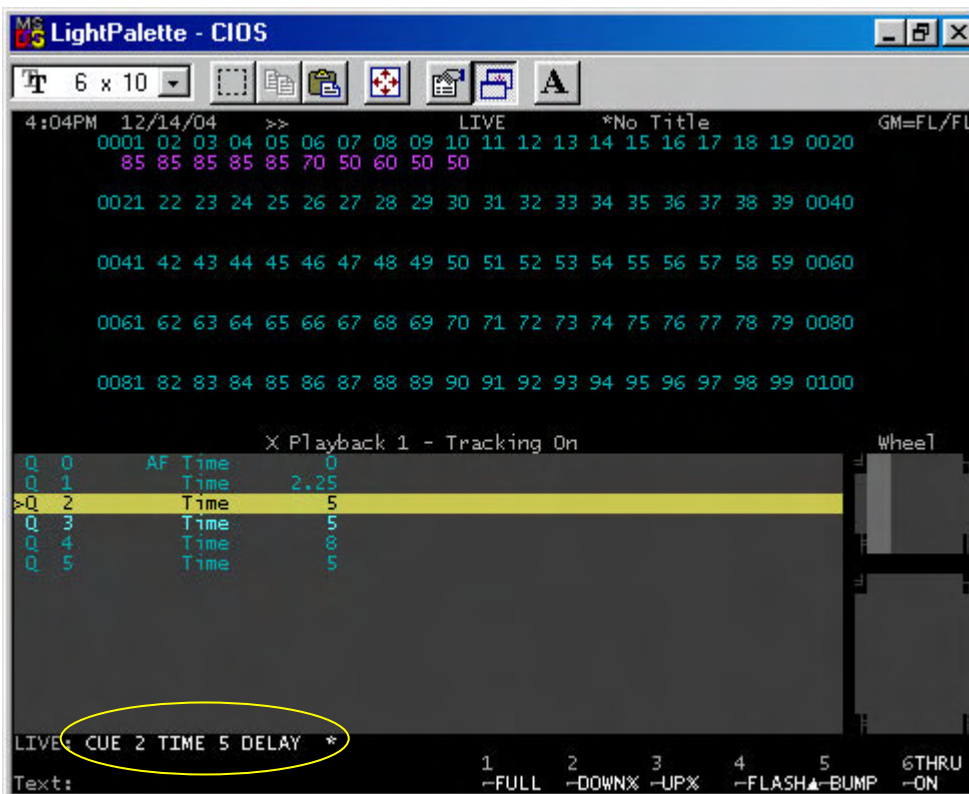 LightPalette - CIOS
6 x 10
A
4:04PM 12/14/04 >> LIVE *No Title GM=FL/FL
0001 02 03 04 05 06 07 08 09 10 11 12 13 14 15 16 17 18 19 0020
85 85 85 85 85 70 50 60 50 50
0021 22 23 24 25 26 27 28 29 30 31 32 33 34 35 36 37 38 39 0040
0041 42 43 44 45 46 47 48 49 50 51 52 53 54 55 56 57 58 59 0060
0061 62 63 64 65 66 67 68 69 70 71 72 73 74 75 76 77 78 79 0080
0081 82 83 84 85 86 87 88 89 90 91 92 93 94 95 96 97 98 99 0100
X Playback 1 - Tracking On Wheel
Q 0 AF Time 0
Q 1 Time 2.25
>Q 2 Time 5
Q 3 Time 5
Q 4 Time 8
Q 5 Time 5
LIVE: CUE 2 TIME 5 DELAY *
1 2 3 4 5 6THRU
Text: ⌐FULL ⌐DOWN% ⌐UP% ⌐FLASH▲⌐BUMP ⌐ON